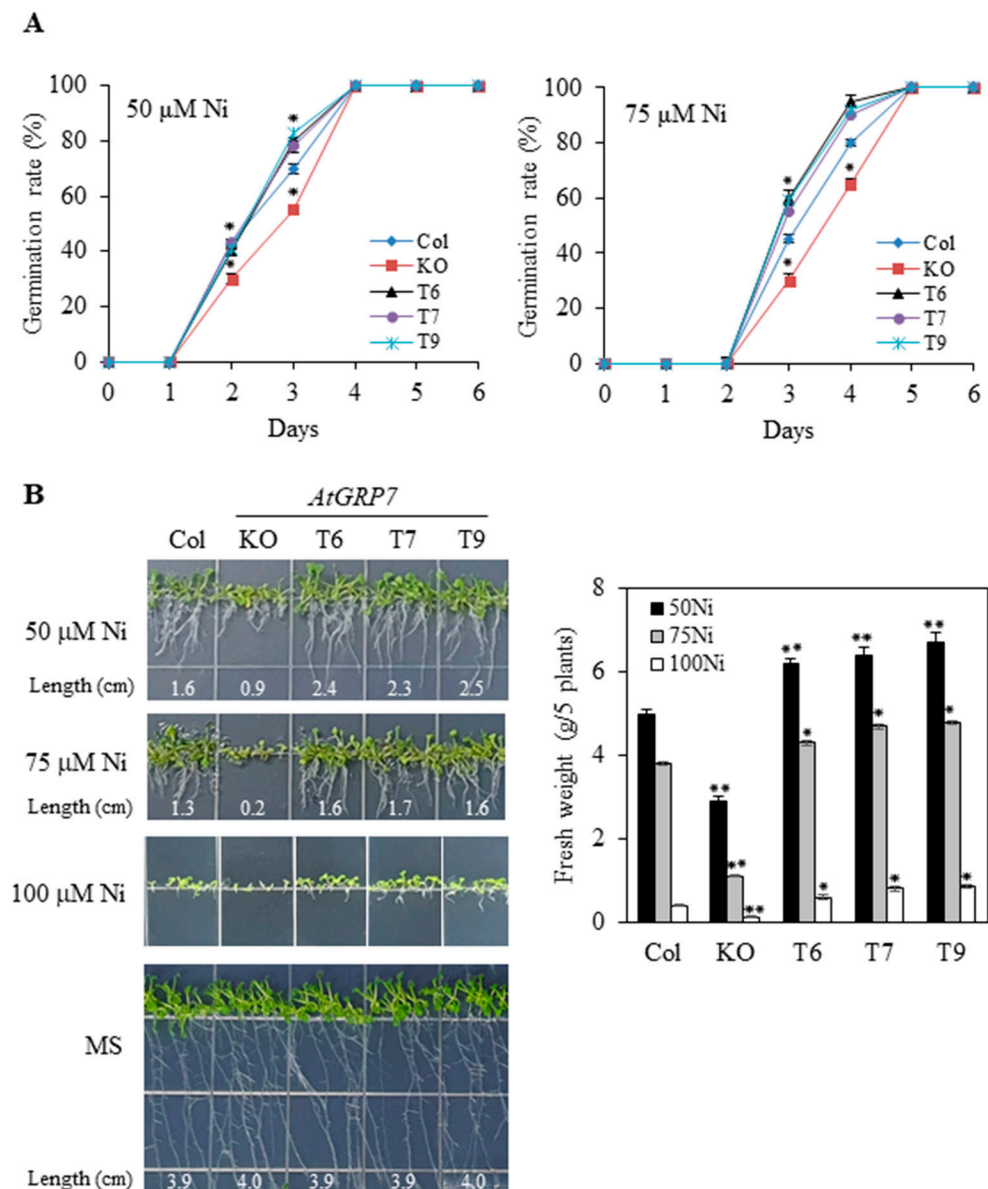 A
50 µM Ni
Germination rate (%)
100
80
60
40
20
0
0 1 2 3 4 5 6
Days
Col
KO
T6
T7
T9
75 µM Ni
Germination rate (%)
100
80
60
40
20
0
0 1 2 3 4 5 6
Days
Col
KO
T6
T7
T9
B
AtGRP7
Col KO T6 T7 T9
50 µM Ni
Length (cm) 1.6 0.9 2.4 2.3 2.5
75 µM Ni
Length (cm) 1.3 0.2 1.6 1.7 1.6
100 µM Ni
MS
Length (cm) 3.9 4.0 3.9 3.9 4.0
Fresh weight (g/5 plants)
8
6
4
2
0
50Ni
75Ni
100Ni
Col KO T6 T7 T9